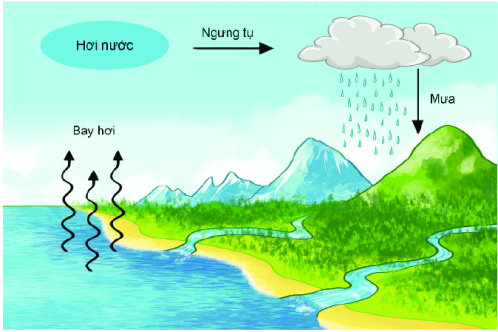 Hơi nước
Ngưng tụ
Mưa
Bay hơi